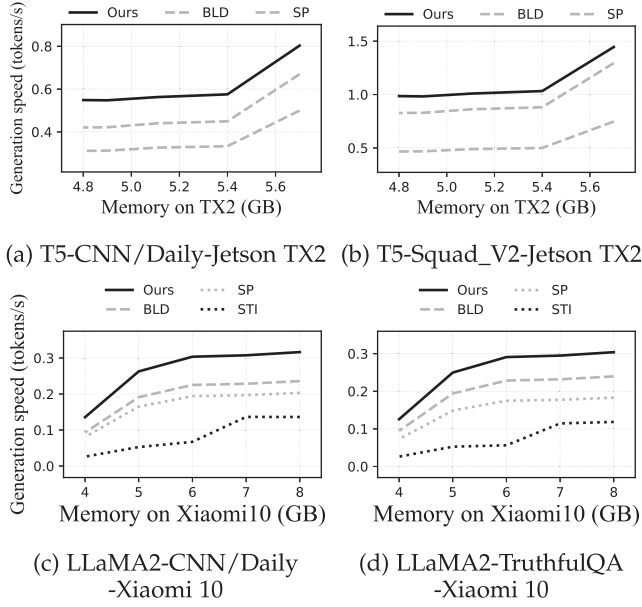 Ours BLD SP
Ours BLD SP
Generation speed (tokens/s)
0.8
0.6
0.4
4.8 5.0 5.2 5.4 5.6
Memory on TX2 (GB)
1.5
1.0
0.5
4.8 5.0 5.2 5.4 5.6
Memory on TX2 (GB)
(a) T5-CNN/Daily-Jetson TX2 (b) T5-Squad_V2-Jetson TX2
Ours SP
BLD STI
Ours SP
BLD STI
Generation speed (tokens/s)
0.3
0.2
0.1
0.0
4 5 6 7 8
Memory on Xiaomi10 (GB)
0.3
0.2
0.1
0.0
4 5 6 7 8
Memory on Xiaomi10 (GB)
(c) LLaMA2-CNN/Daily
-Xiaomi 10
(d) LLaMA2-TruthfulQA
-Xiaomi 10